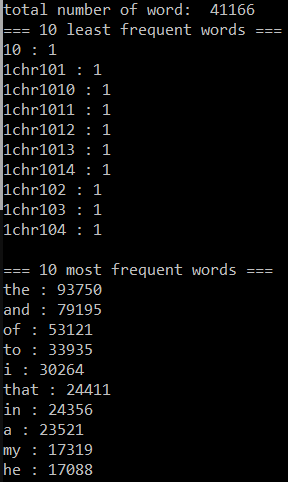 total number of word:  41166
=== 10 least frequent words ===
10 : 1
1chr101 : 1
1chr1010 : 1
1chr1011 : 1
1chr1012 : 1
1chr1013 : 1
1chr1014 : 1
1chr102 : 1
1chr103 : 1
1chr104 : 1

=== 10 most frequent words ===
the : 93750
and : 79195
of : 53121
to : 33935
i : 30264
that : 24411
in : 24356
a : 23521
my : 17319
he : 17088